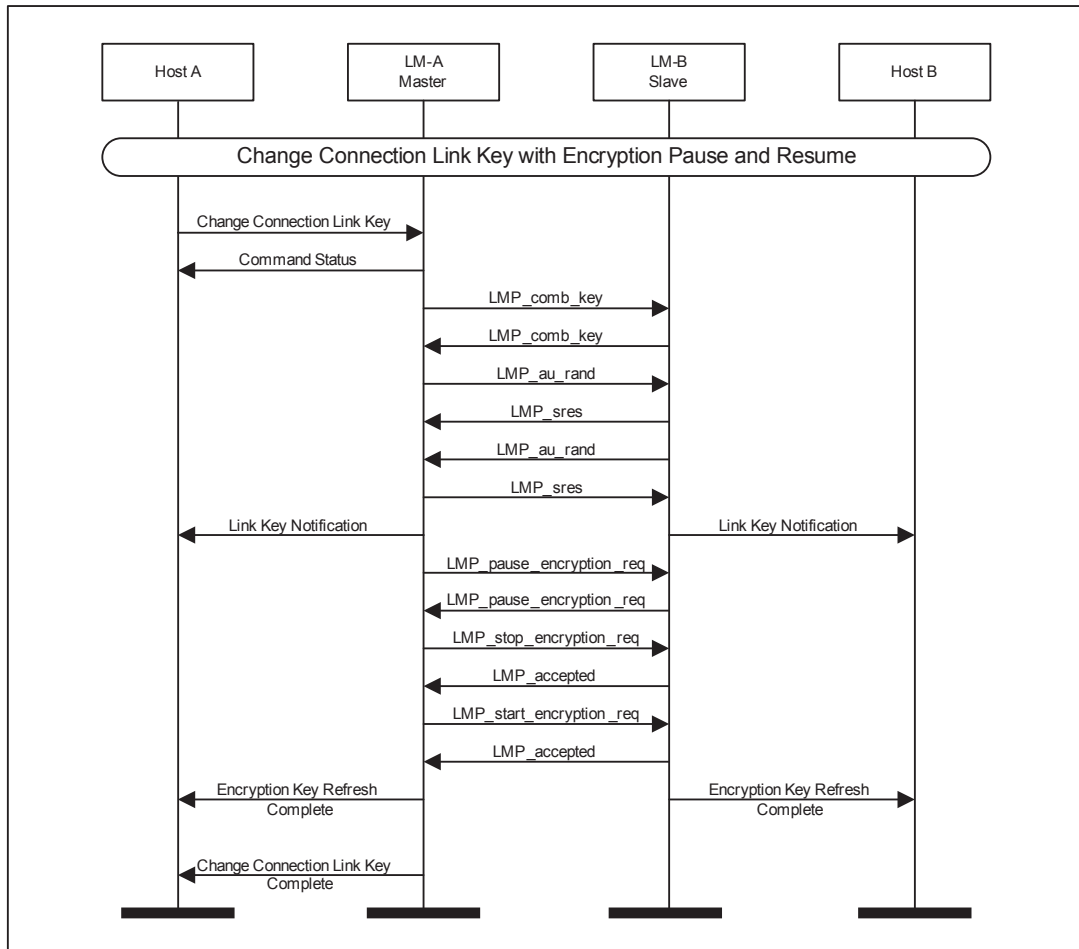 Host A
LM-A
Master
LM-B
Slave
Host B
Change Connection Link Key with Encryption Pause and Resume
Change Connection Link Key
Command Status
LMP_comb_key
LMP_comb_key
LMP_au_rand
LMP_sres
LMP_au_rand
LMP_sres
Link Key Notification
Link Key Notification
LMP_pause_encryption_req
LMP_pause_encryption_req
LMP_stop_encryption_req
LMP_accepted
LMP_start_encryption_req
LMP_accepted
Encryption Key Refresh
Complete
Encryption Key Refresh
Complete
Change Connection Link Key
Complete